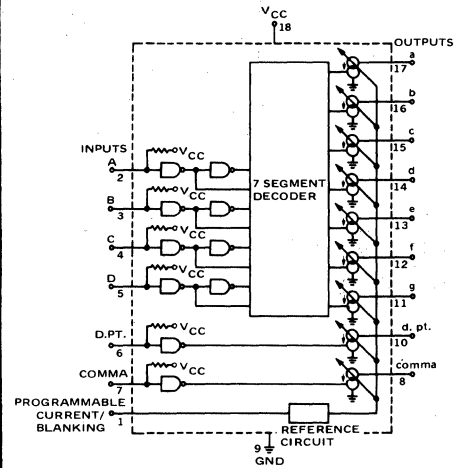 VCC
18
OUTPUTS
a
17
b
16
c
15
d
14
e
13
f
12
g
11
d. pt.
10
comma
8
INPUTS
A
2
VCC
B
3
VCC
C
4
VCC
D
5
VCC
7 SEGMENT
DECODER
D.PT.
6
VCC
COMMA
7
VCC
PROGRAMMABLE
CURRENT/
BLANKING
1
REFERENCE
CIRCUIT
9
GND